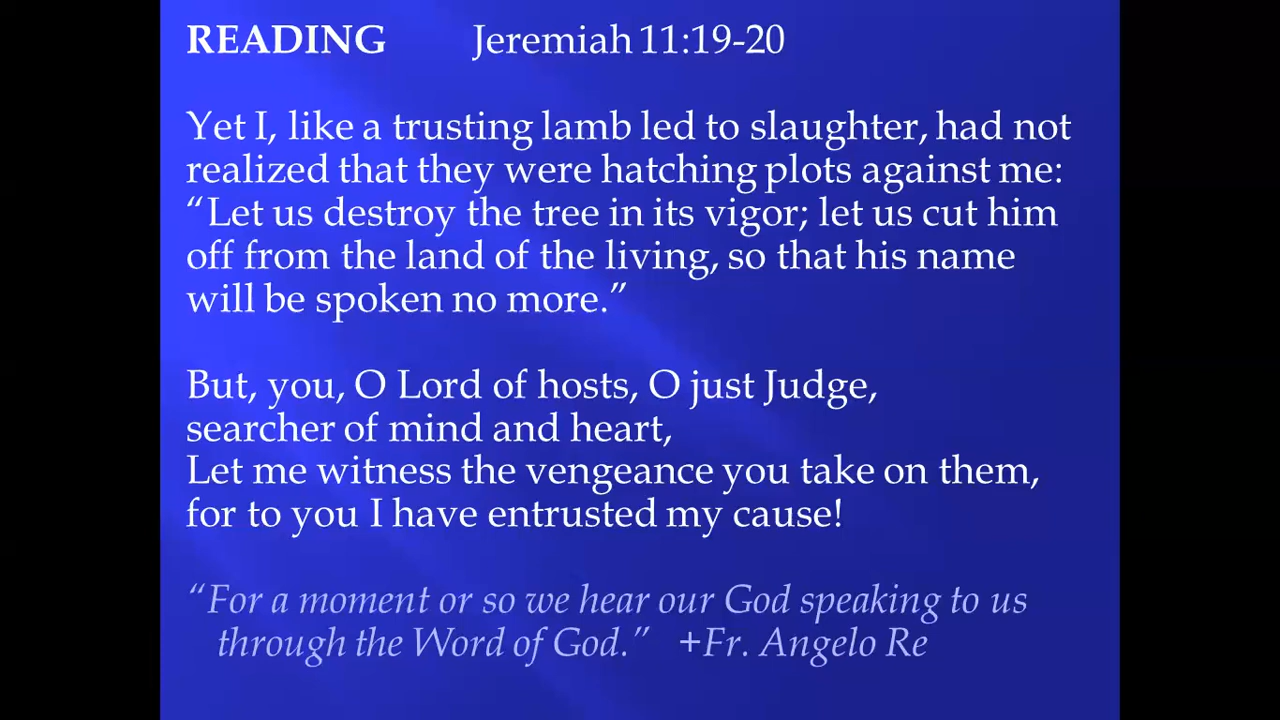 READING Jeremiah 11:19-20
Yet I, like a trusting lamb led to slaughter, had not
realized that they were hatching plots against me:
“Let us destroy the tree in its vigor; let us cut him
off from the land of the living, so that his name
will be spoken no more.”
But, you, O Lord of hosts, O just Judge,
searcher of mind and heart,
Let me witness the vengeance you take on them,
for to you I have entrusted my cause!
“For a moment or so we hear our God speaking to us
through the Word of God.” +Fr. Angelo Re